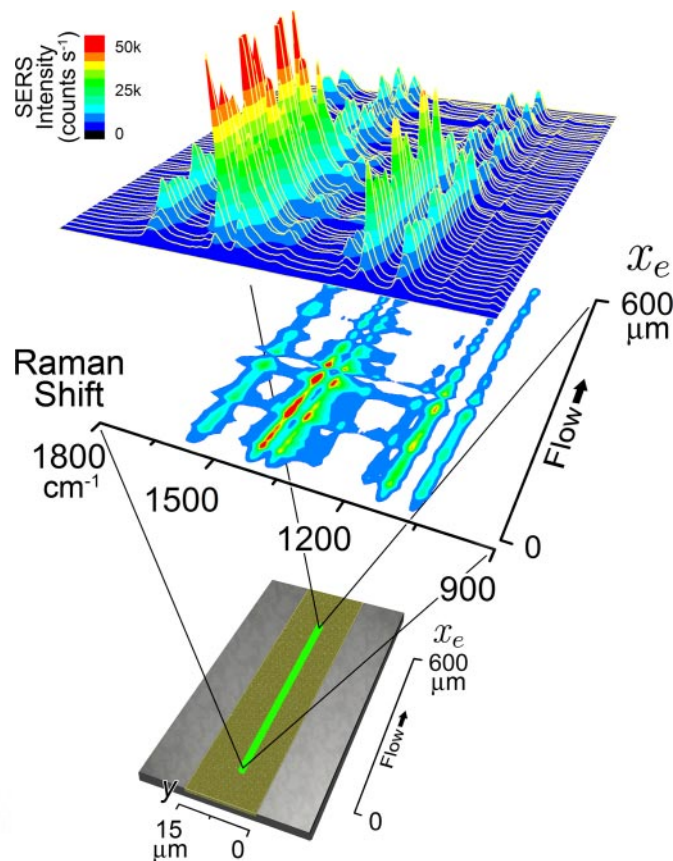 SERS
Intensity
(counts s⁻¹)
50k
25k
0
xₑ
600
μm
Flow
0
Raman
Shift
1800
cm⁻¹
1500
1200
900
xₑ
600
μm
Flow
0
y
15
μm
0